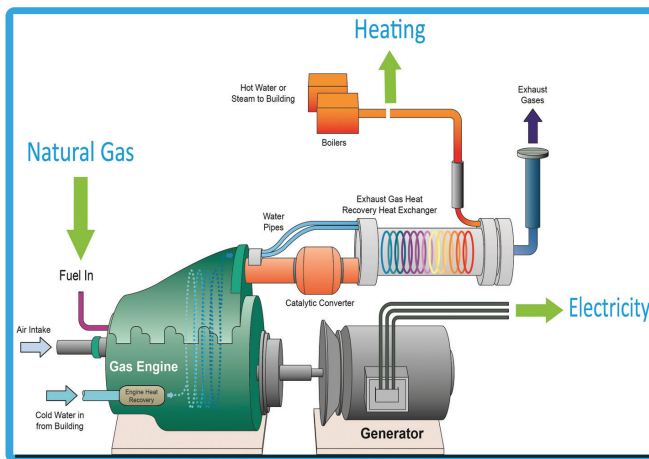 Heating
Hot Water or
Steam to Building
Boilers
Exhaust
Gases
Natural Gas
Exhaust Gas Heat
Recovery Heat Exchanger
Water
Pipes
Fuel In
Catalytic Converter
Electricity
Air Intake
Gas Engine
Engine Heat
Recovery
Cold Water in
from Building
Generator